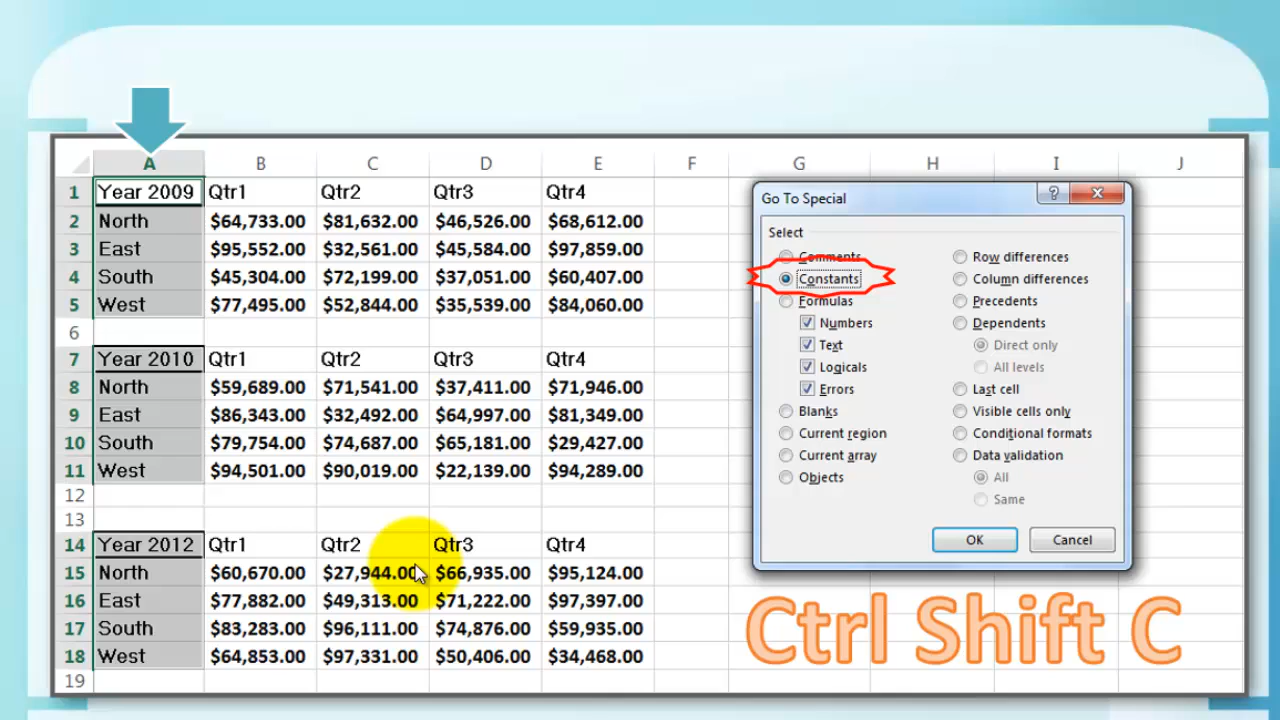 A B C D E F G H I J
1 Year 2009 Qtr1 Qtr2 Qtr3 Qtr4
2 North $64,733.00 $81,632.00 $46,526.00 $68,612.00
3 East $95,552.00 $32,561.00 $45,584.00 $97,859.00
4 South $45,304.00 $72,199.00 $37,051.00 $60,407.00
5 West $77,495.00 $52,844.00 $35,539.00 $84,060.00
6
7 Year 2010 Qtr1 Qtr2 Qtr3 Qtr4
8 North $59,689.00 $71,541.00 $37,411.00 $71,946.00
9 East $86,343.00 $32,492.00 $64,997.00 $81,349.00
10 South $79,754.00 $74,687.00 $65,181.00 $29,427.00
11 West $94,501.00 $90,019.00 $22,139.00 $94,289.00
12
13
14 Year 2012 Qtr1 Qtr2 Qtr3 Qtr4
15 North $60,670.00 $27,944.00 $66,935.00 $95,124.00
16 East $77,882.00 $49,313.00 $71,222.00 $97,397.00
17 South $83,283.00 $96,111.00 $74,876.00 $59,935.00
18 West $64,853.00 $97,331.00 $50,406.00 $34,468.00
19
Go To Special
?
Select
Comments
Constants
Formulas
Numbers
Text
Logicals
Errors
Blanks
Current region
Current array
Objects
Row differences
Column differences
Precedents
Dependents
Direct only
All levels
Last cell
Visible cells only
Conditional formats
Data validation
All
Same
OK Cancel
Ctrl Shift C